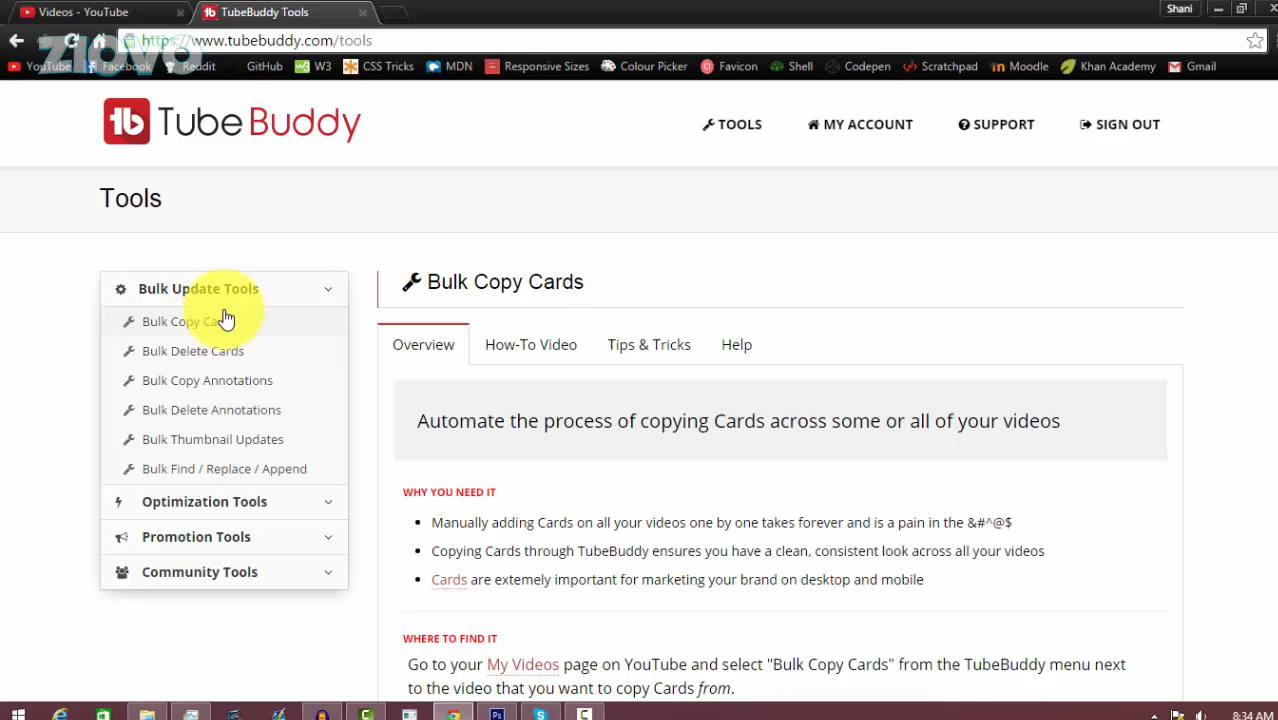 Videos - YouTube
TubeBuddy Tools
Shani
https://www.tubebuddy.com/tools
ziovo
YouTube
Facebook
Reddit
GitHub
W3
CSS Tricks
MDN
Responsive Sizes
Colour Picker
Favicon
Shell
Codepen
Scratchpad
Moodle
Khan Academy
Gmail
tb TubeBuddy
TOOLS
MY ACCOUNT
SUPPORT
SIGN OUT
Tools
Bulk Update Tools
Bulk Copy Ca
Bulk Delete Cards
Bulk Copy Annotations
Bulk Delete Annotations
Bulk Thumbnail Updates
Bulk Find / Replace / Append
Optimization Tools
Promotion Tools
Community Tools
Bulk Copy Cards
Overview
How-To Video
Tips & Tricks
Help
Automate the process of copying Cards across some or all of your videos
WHY YOU NEED IT
Manually adding Cards on all your videos one by one takes forever and is a pain in the &#^@$
Copying Cards through TubeBuddy ensures you have a clean, consistent look across all your videos
Cards are extemely important for marketing your brand on desktop and mobile
WHERE TO FIND IT
Go to your My Videos page on YouTube and select "Bulk Copy Cards" from the TubeBuddy menu next
to the video that you want to copy Cards from.
8:34 AM